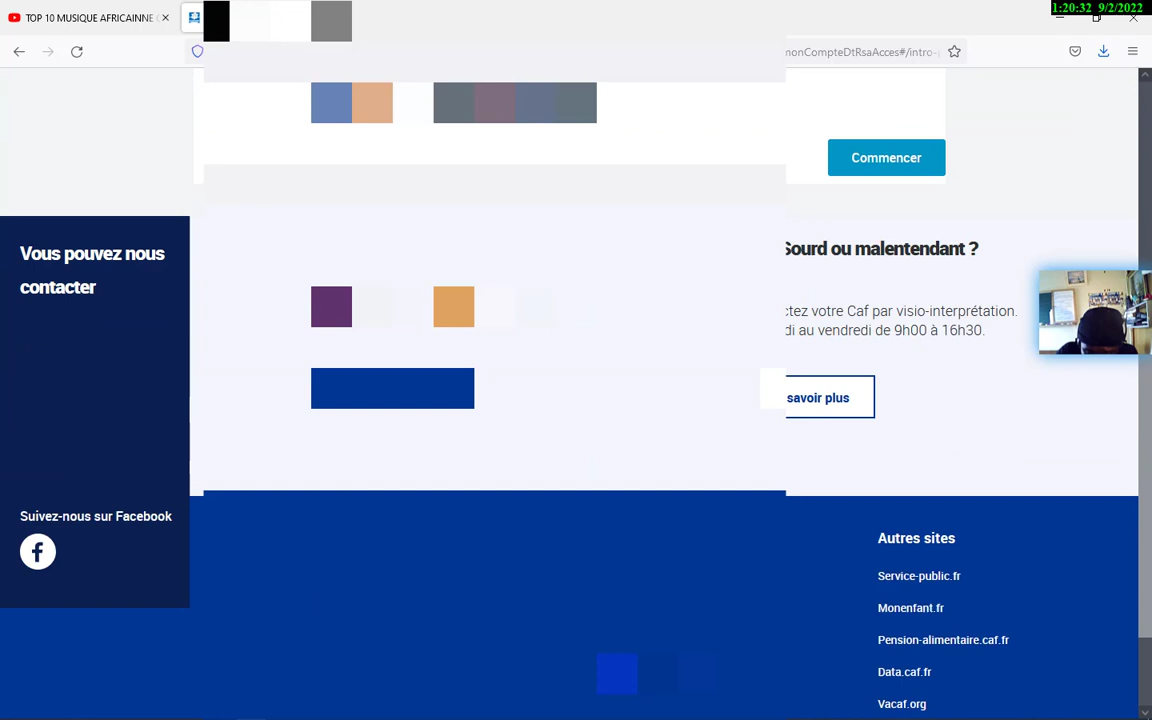 TOP 10 MUSIQUE AFRICAINNE
1:20:32 9/2/2022
nonCompteDtRsaAcces#/intro-
Commencer
Vous pouvez nous
contacter
Sourd ou malentendant ?
ctez votre Caf par visio-interprétation.
di au vendredi de 9h00 à 16h30.
savoir plus
Suivez-nous sur Facebook
Autres sites
Service-public.fr
Monenfant.fr
Pension-alimentaire.caf.fr
Data.caf.fr
Vacaf.org